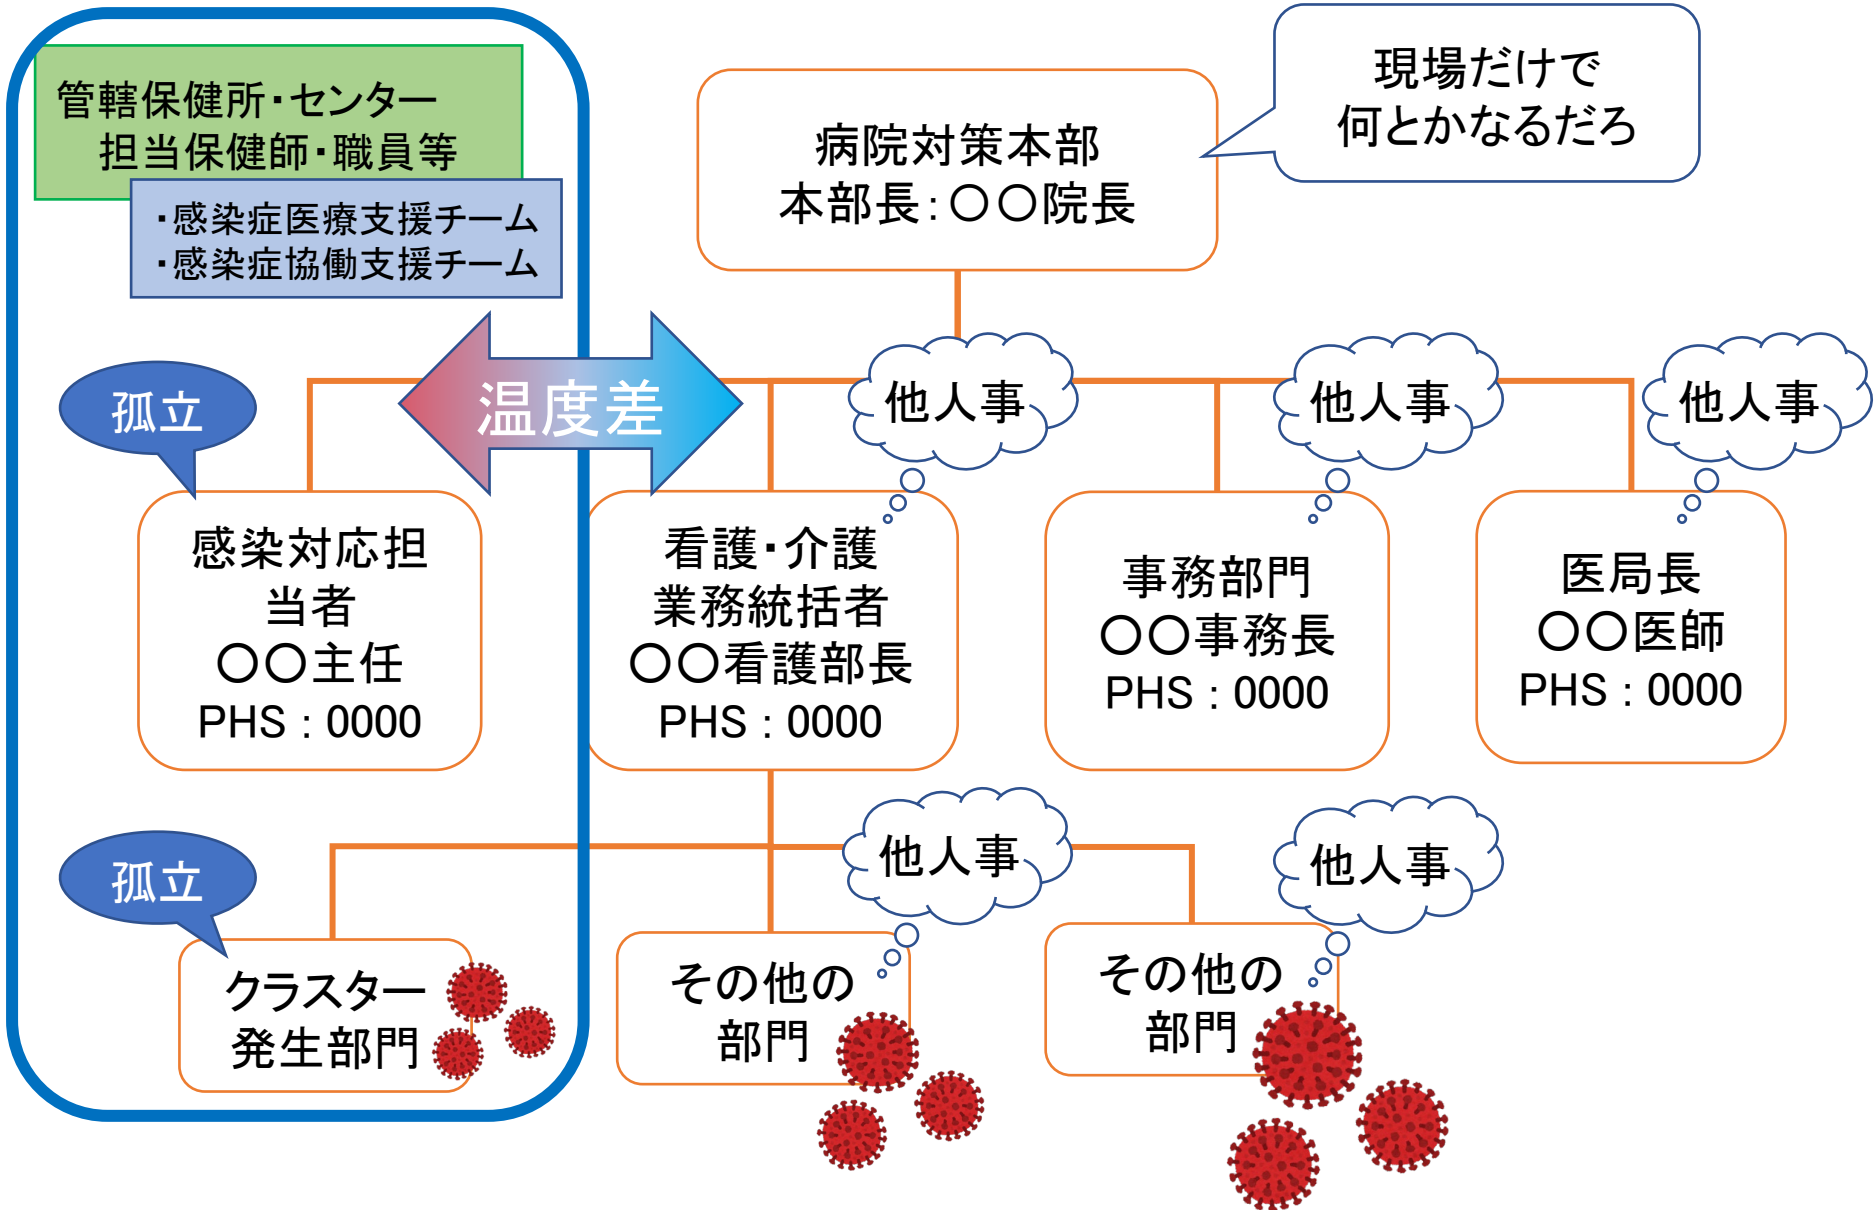 管轄保健所・センター
担当保健師・職員等
・感染症医療支援チーム
・感染症協働支援チーム
病院対策本部
本部長：〇〇院長
現場だけで
何とかなるだろ
孤立
温度差
他人事
他人事
他人事
感染対応担
当者
〇〇主任
PHS：0000
看護・介護
業務統括者
〇〇看護部長
PHS：0000
事務部門
〇〇事務長
PHS：0000
医局長
〇〇医師
PHS：0000
孤立
他人事
他人事
クラスター
発生部門
その他の
部門
その他の
部門